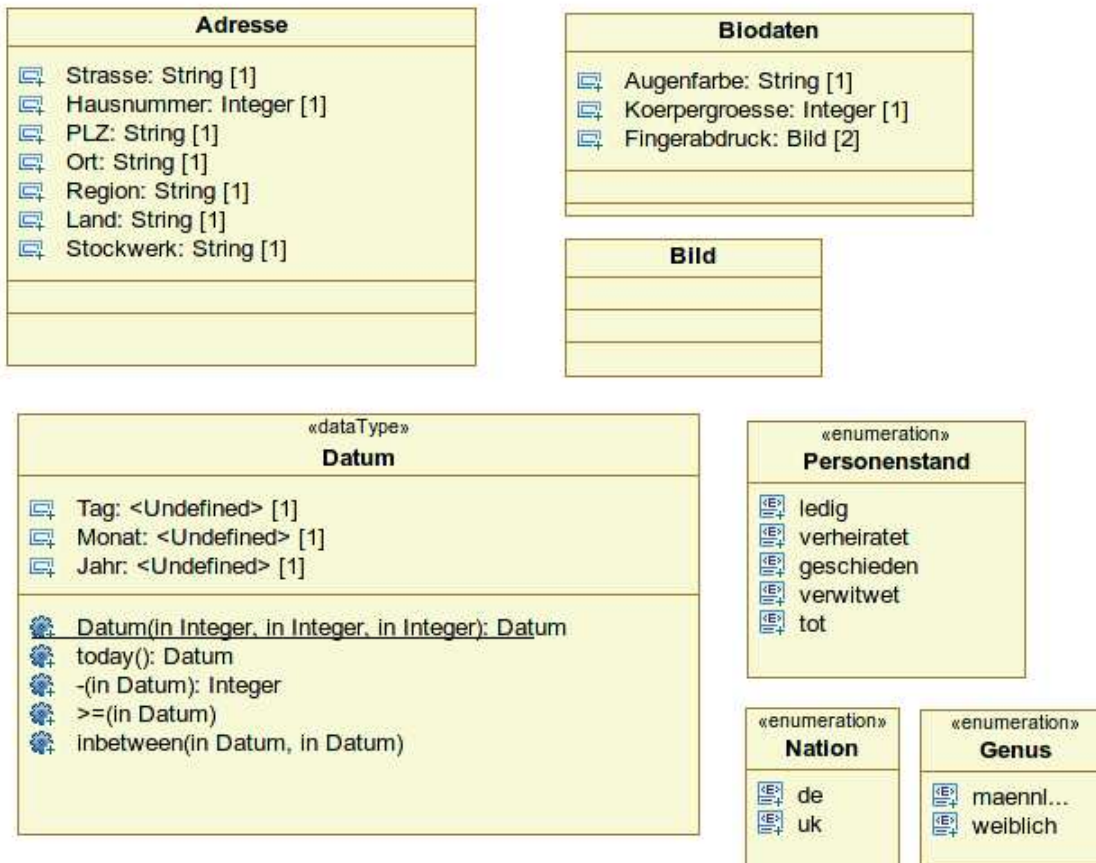 Adresse
Strasse: String [1]
Hausnummer: Integer [1]
PLZ: String [1]
Ort: String [1]
Region: String [1]
Land: String [1]
Stockwerk: String [1]
Biodaten
Augenfarbe: String [1]
Koerpergroesse: Integer [1]
Fingerabdruck: Bild [2]
Bild
«dataType»
Datum
Tag: <Undefined> [1]
Monat: <Undefined> [1]
Jahr: <Undefined> [1]
Datum(in Integer, in Integer, in Integer): Datum
today(): Datum
-(in Datum): Integer
>=(in Datum)
inbetween(in Datum, in Datum)
«enumeration»
Personenstand
ledig
verheiratet
geschieden
verwitwet
tot
«enumeration»
Nation
de
uk
«enumeration»
Genus
maennl...
weiblich